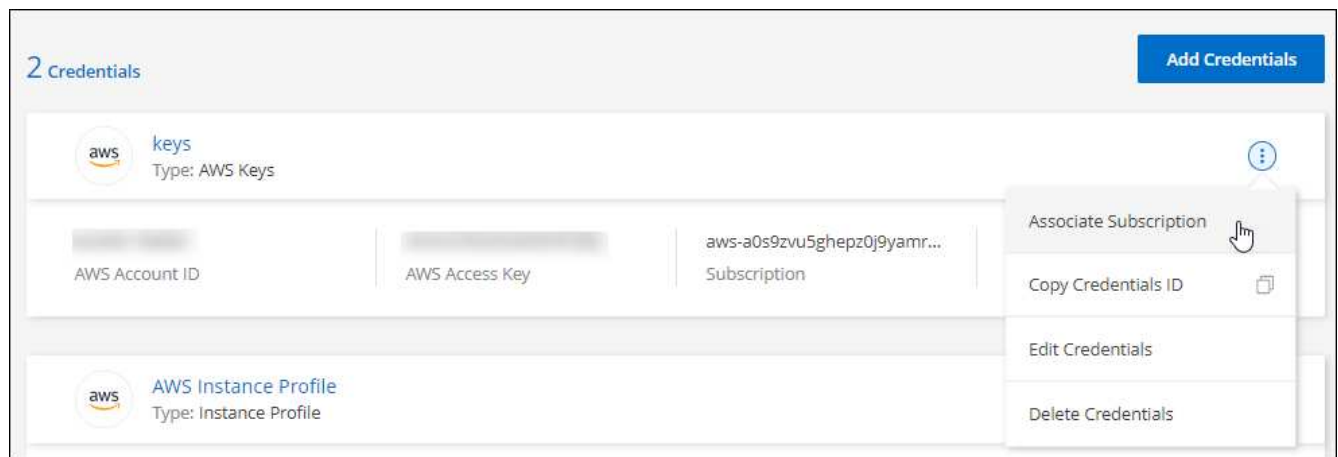 2 Credentials
Add Credentials
aws
keys
Type: AWS Keys
AWS Account ID
AWS Access Key
aws-a0s9zvu5ghepz0j9yamr...
Subscription
Associate Subscription
Copy Credentials ID
Edit Credentials
Delete Credentials
aws
AWS Instance Profile
Type: Instance Profile